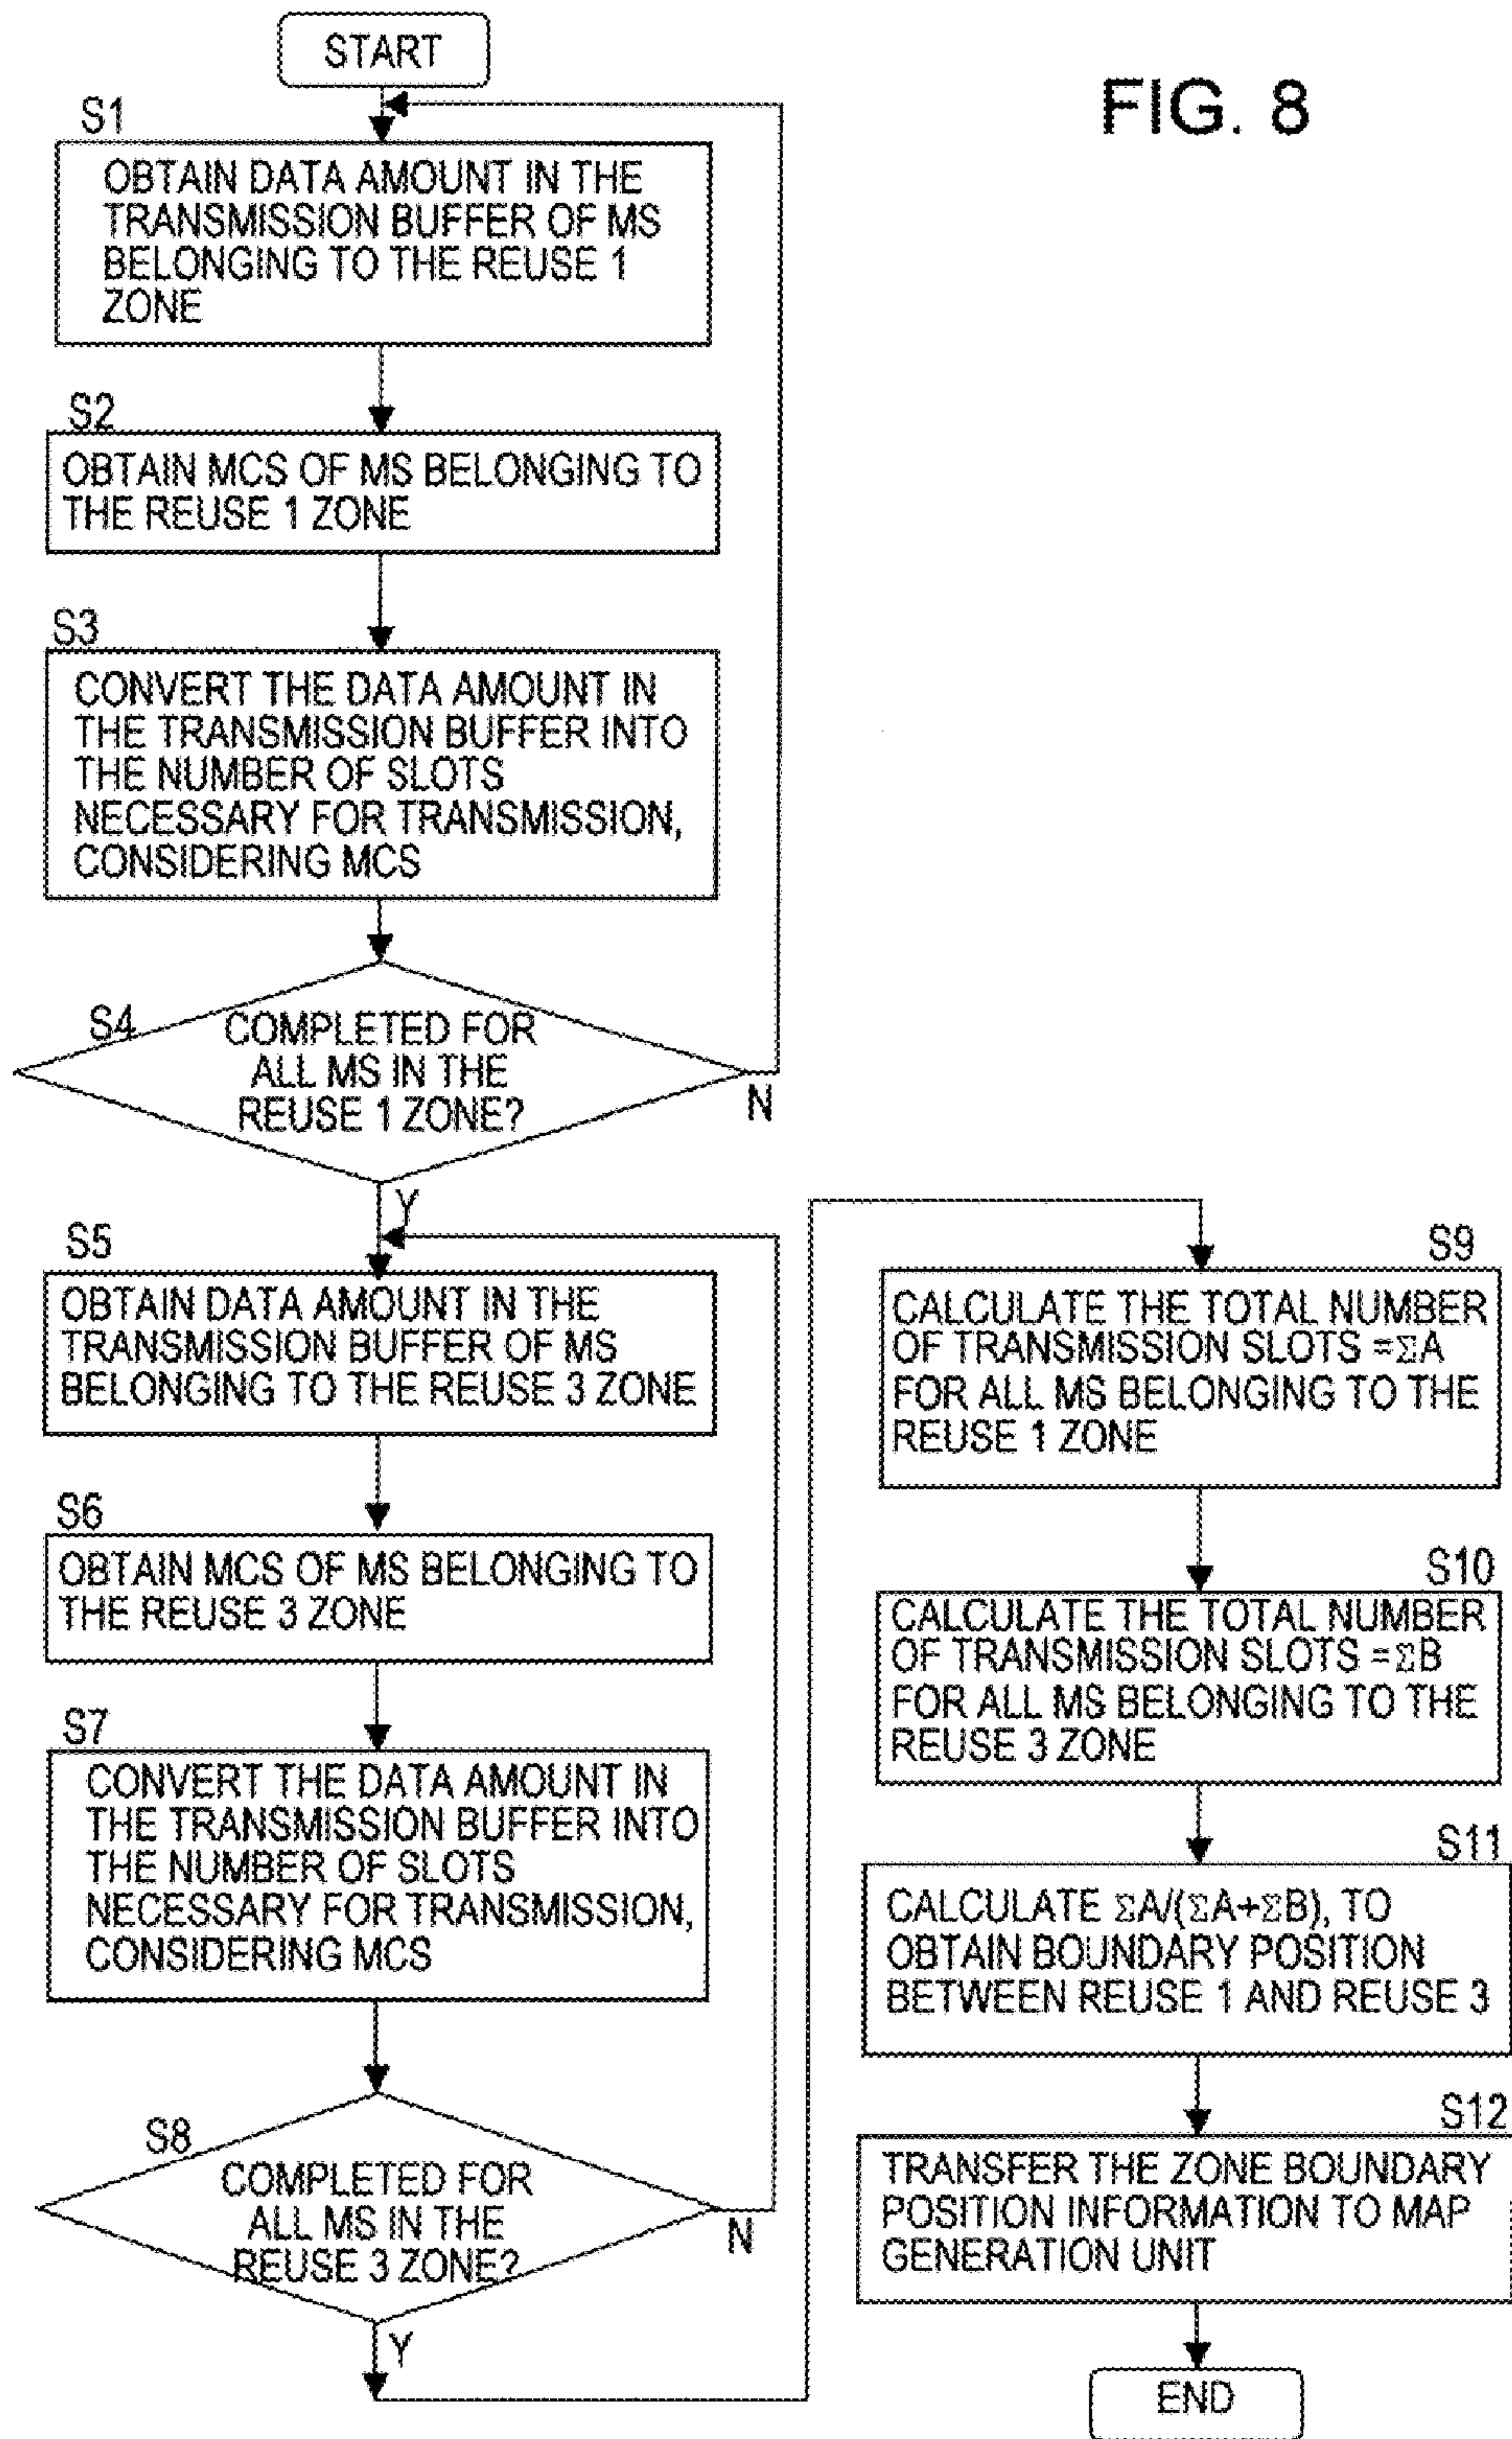 FIG. 8
START
S1
OBTAIN DATA AMOUNT IN THE
TRANSMISSION BUFFER OF MS
BELONGING TO THE REUSE 1
ZONE
S2
OBTAIN MCS OF MS BELONGING TO
THE REUSE 1 ZONE
S3
CONVERT THE DATA AMOUNT IN
THE TRANSMISSION BUFFER INTO
THE NUMBER OF SLOTS
NECESSARY FOR TRANSMISSION,
CONSIDERING MCS
S4
COMPLETED FOR
ALL MS IN THE
REUSE 1 ZONE?
N
Y
S5
OBTAIN DATA AMOUNT IN THE
TRANSMISSION BUFFER OF MS
BELONGING TO THE REUSE 3 ZONE
S6
OBTAIN MCS OF MS BELONGING TO
THE REUSE 3 ZONE
S7
CONVERT THE DATA AMOUNT IN
THE TRANSMISSION BUFFER INTO
THE NUMBER OF SLOTS
NECESSARY FOR TRANSMISSION,
CONSIDERING MCS
S8
COMPLETED FOR
ALL MS IN THE
REUSE 3 ZONE?
N
Y
S9
CALCULATE THE TOTAL NUMBER
OF TRANSMISSION SLOTS =ΣA
FOR ALL MS BELONGING TO THE
REUSE 1 ZONE
S10
CALCULATE THE TOTAL NUMBER
OF TRANSMISSION SLOTS =ΣB
FOR ALL MS BELONGING TO THE
REUSE 3 ZONE
S11
CALCULATE ΣA/(ΣA+ΣB), TO
OBTAIN BOUNDARY POSITION
BETWEEN REUSE 1 AND REUSE 3
S12
TRANSFER THE ZONE BOUNDARY
POSITION INFORMATION TO MAP
GENERATION UNIT
END